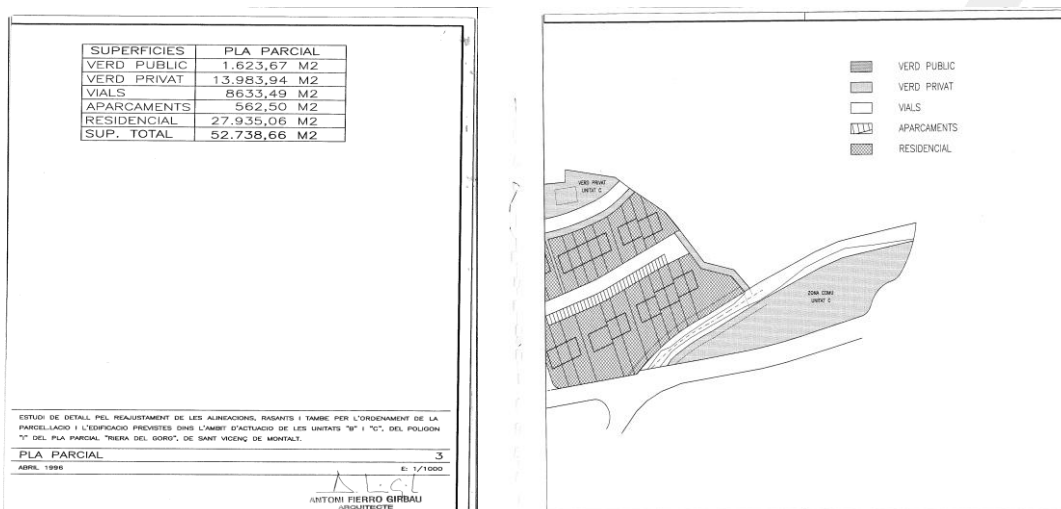 SUPERFICIES PLA PARCIAL
VERD PUBLIC 1.623,67 M2
VERD PRIVAT 13.983,94 M2
VIALS 8633,49 M2
APARCAMENTS 562,50 M2
RESIDENCIAL 27.935,06 M2
SUP. TOTAL 52.738,66 M2
ESTUDI DE DETALL PEL REAJUSTAMENT DE LES ALINEACIONS, RASANTS I TAMBE PER L'ORDENAMENT DE LA
PARCEL.LACIO I L'EDIFICACIO PREVISTES DINS L'AMBIT D'ACTUACIO DE LES UNITATS "B" I "C", DEL POLIGON
"I" DEL PLA PARCIAL "RIERA DEL GORG", DE SANT VICENÇ DE MONTALT.
PLA PARCIAL 3
ABRIL 1996 E: 1/1000
ANTONI FIERRO GIRBAU
ARQUITECTE
VERD PUBLIC
VERD PRIVAT
VIALS
APARCAMENTS
RESIDENCIAL
VERD PRIVAT
UNITAT C
ZONA
UNITAT